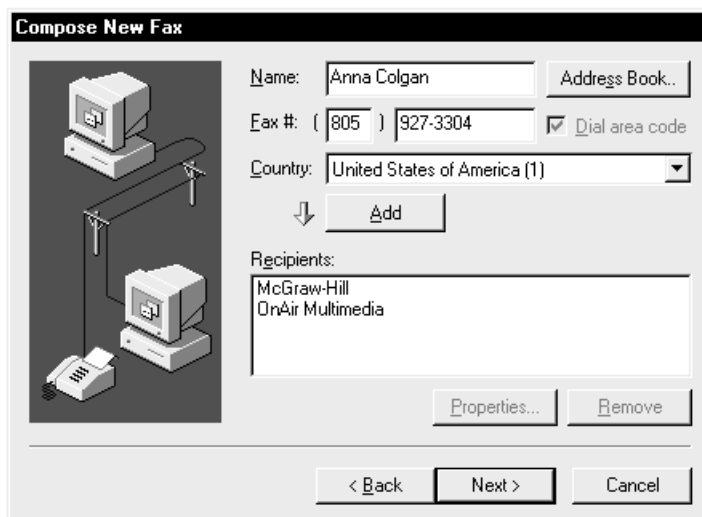 Compose New Fax
Name: Anna Colgan Address Book..
Fax #: ( 805 ) 927-3304 Dial area code
Country: United States of America (1)
Add
Recipients:
McGraw-Hill
OnAir Multimedia
Properties... Remove
< Back Next > Cancel